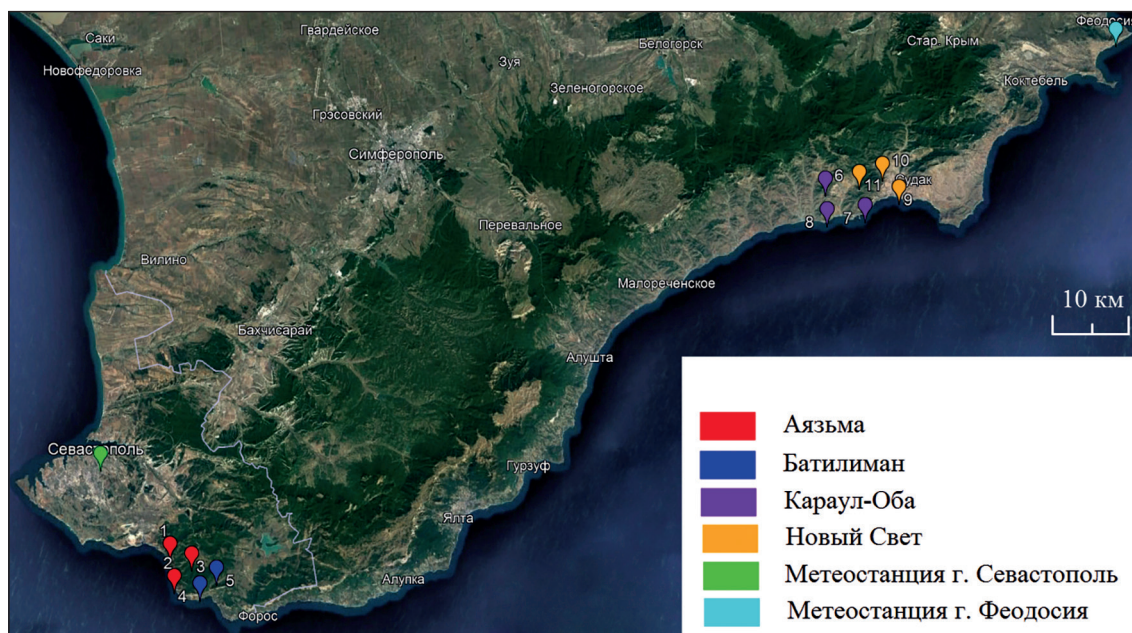 Феодосия
Саки
Гвардейское
Белогорск
Стар. Крым
Новофедоровка
Зуя
Зеленогорское
Коктебель
Грэсовский
Симферополь
6
10
11
Судак
9
8
7
Перевальное
Вилино
Малореченское
10 км
Бахчисарай
Алушта
Севастополь
Гурзуф
Ялта
1
2
3
4
5
Алупка
Форос
Аязьма
Батилиман
Караул-Оба
Новый Свет
Метеостанция г. Севастополь
Метеостанция г. Феодосия